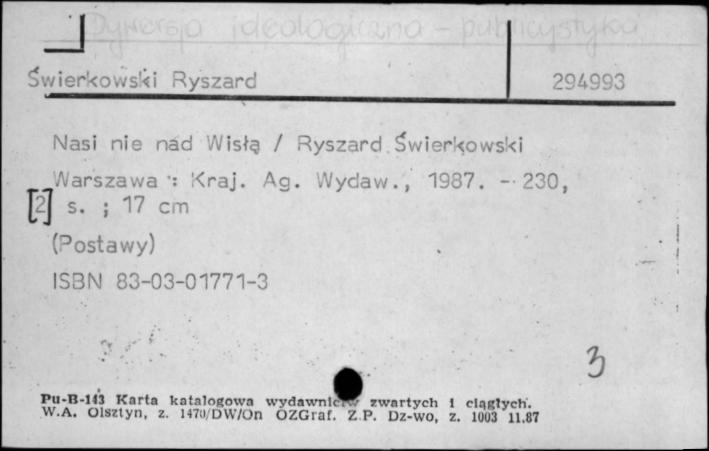 Dywersja ideologiczna - publicystyka
Świerkowski Ryszard 294993
Nasi nie nad Wisłą / Ryszard Świerkowski
Warszawa : Kraj. Ag. Wydaw., 1987. - 230,
[2] s. ; 17 cm
(Postawy)
ISBN 83-03-01771-3
3
Pu-B-143 Karta katalogowa wydawnictw zwartych i ciągłych.
W.A. Olsztyn, z. 1470/DW/On OZGraf. Z.P. Dz-wo, z. 1003 11.87